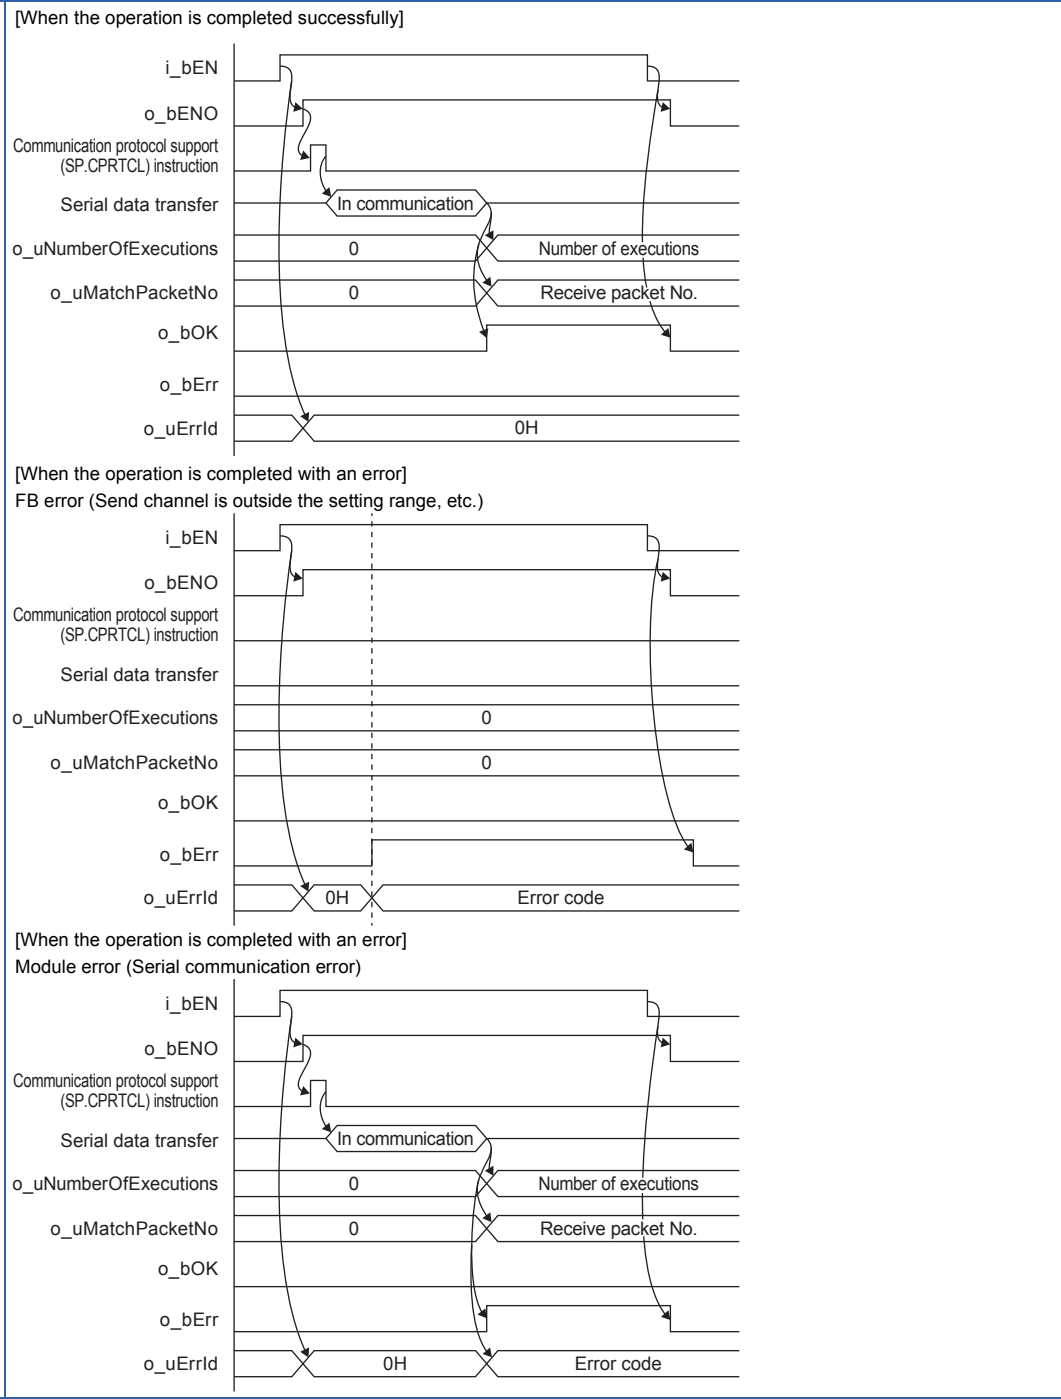 [When the operation is completed successfully]
i_bEN
o_bENO
Communication protocol support
(SP.CPRTCL) instruction
Serial data transfer
In communication
o_uNumberOfExecutions
0
Number of executions
o_uMatchPacketNo
0
Receive packet No.
o_bOK
o_bErr
o_uErrId
0H
[When the operation is completed with an error]
FB error (Send channel is outside the setting range, etc.)
i_bEN
o_bENO
Communication protocol support
(SP.CPRTCL) instruction
Serial data transfer
o_uNumberOfExecutions
0
o_uMatchPacketNo
0
o_bOK
o_bErr
o_uErrId
0H
Error code
[When the operation is completed with an error]
Module error (Serial communication error)
i_bEN
o_bENO
Communication protocol support
(SP.CPRTCL) instruction
Serial data transfer
In communication
o_uNumberOfExecutions
0
Number of executions
o_uMatchPacketNo
0
Receive packet No.
o_bOK
o_bErr
o_uErrId
0H
Error code